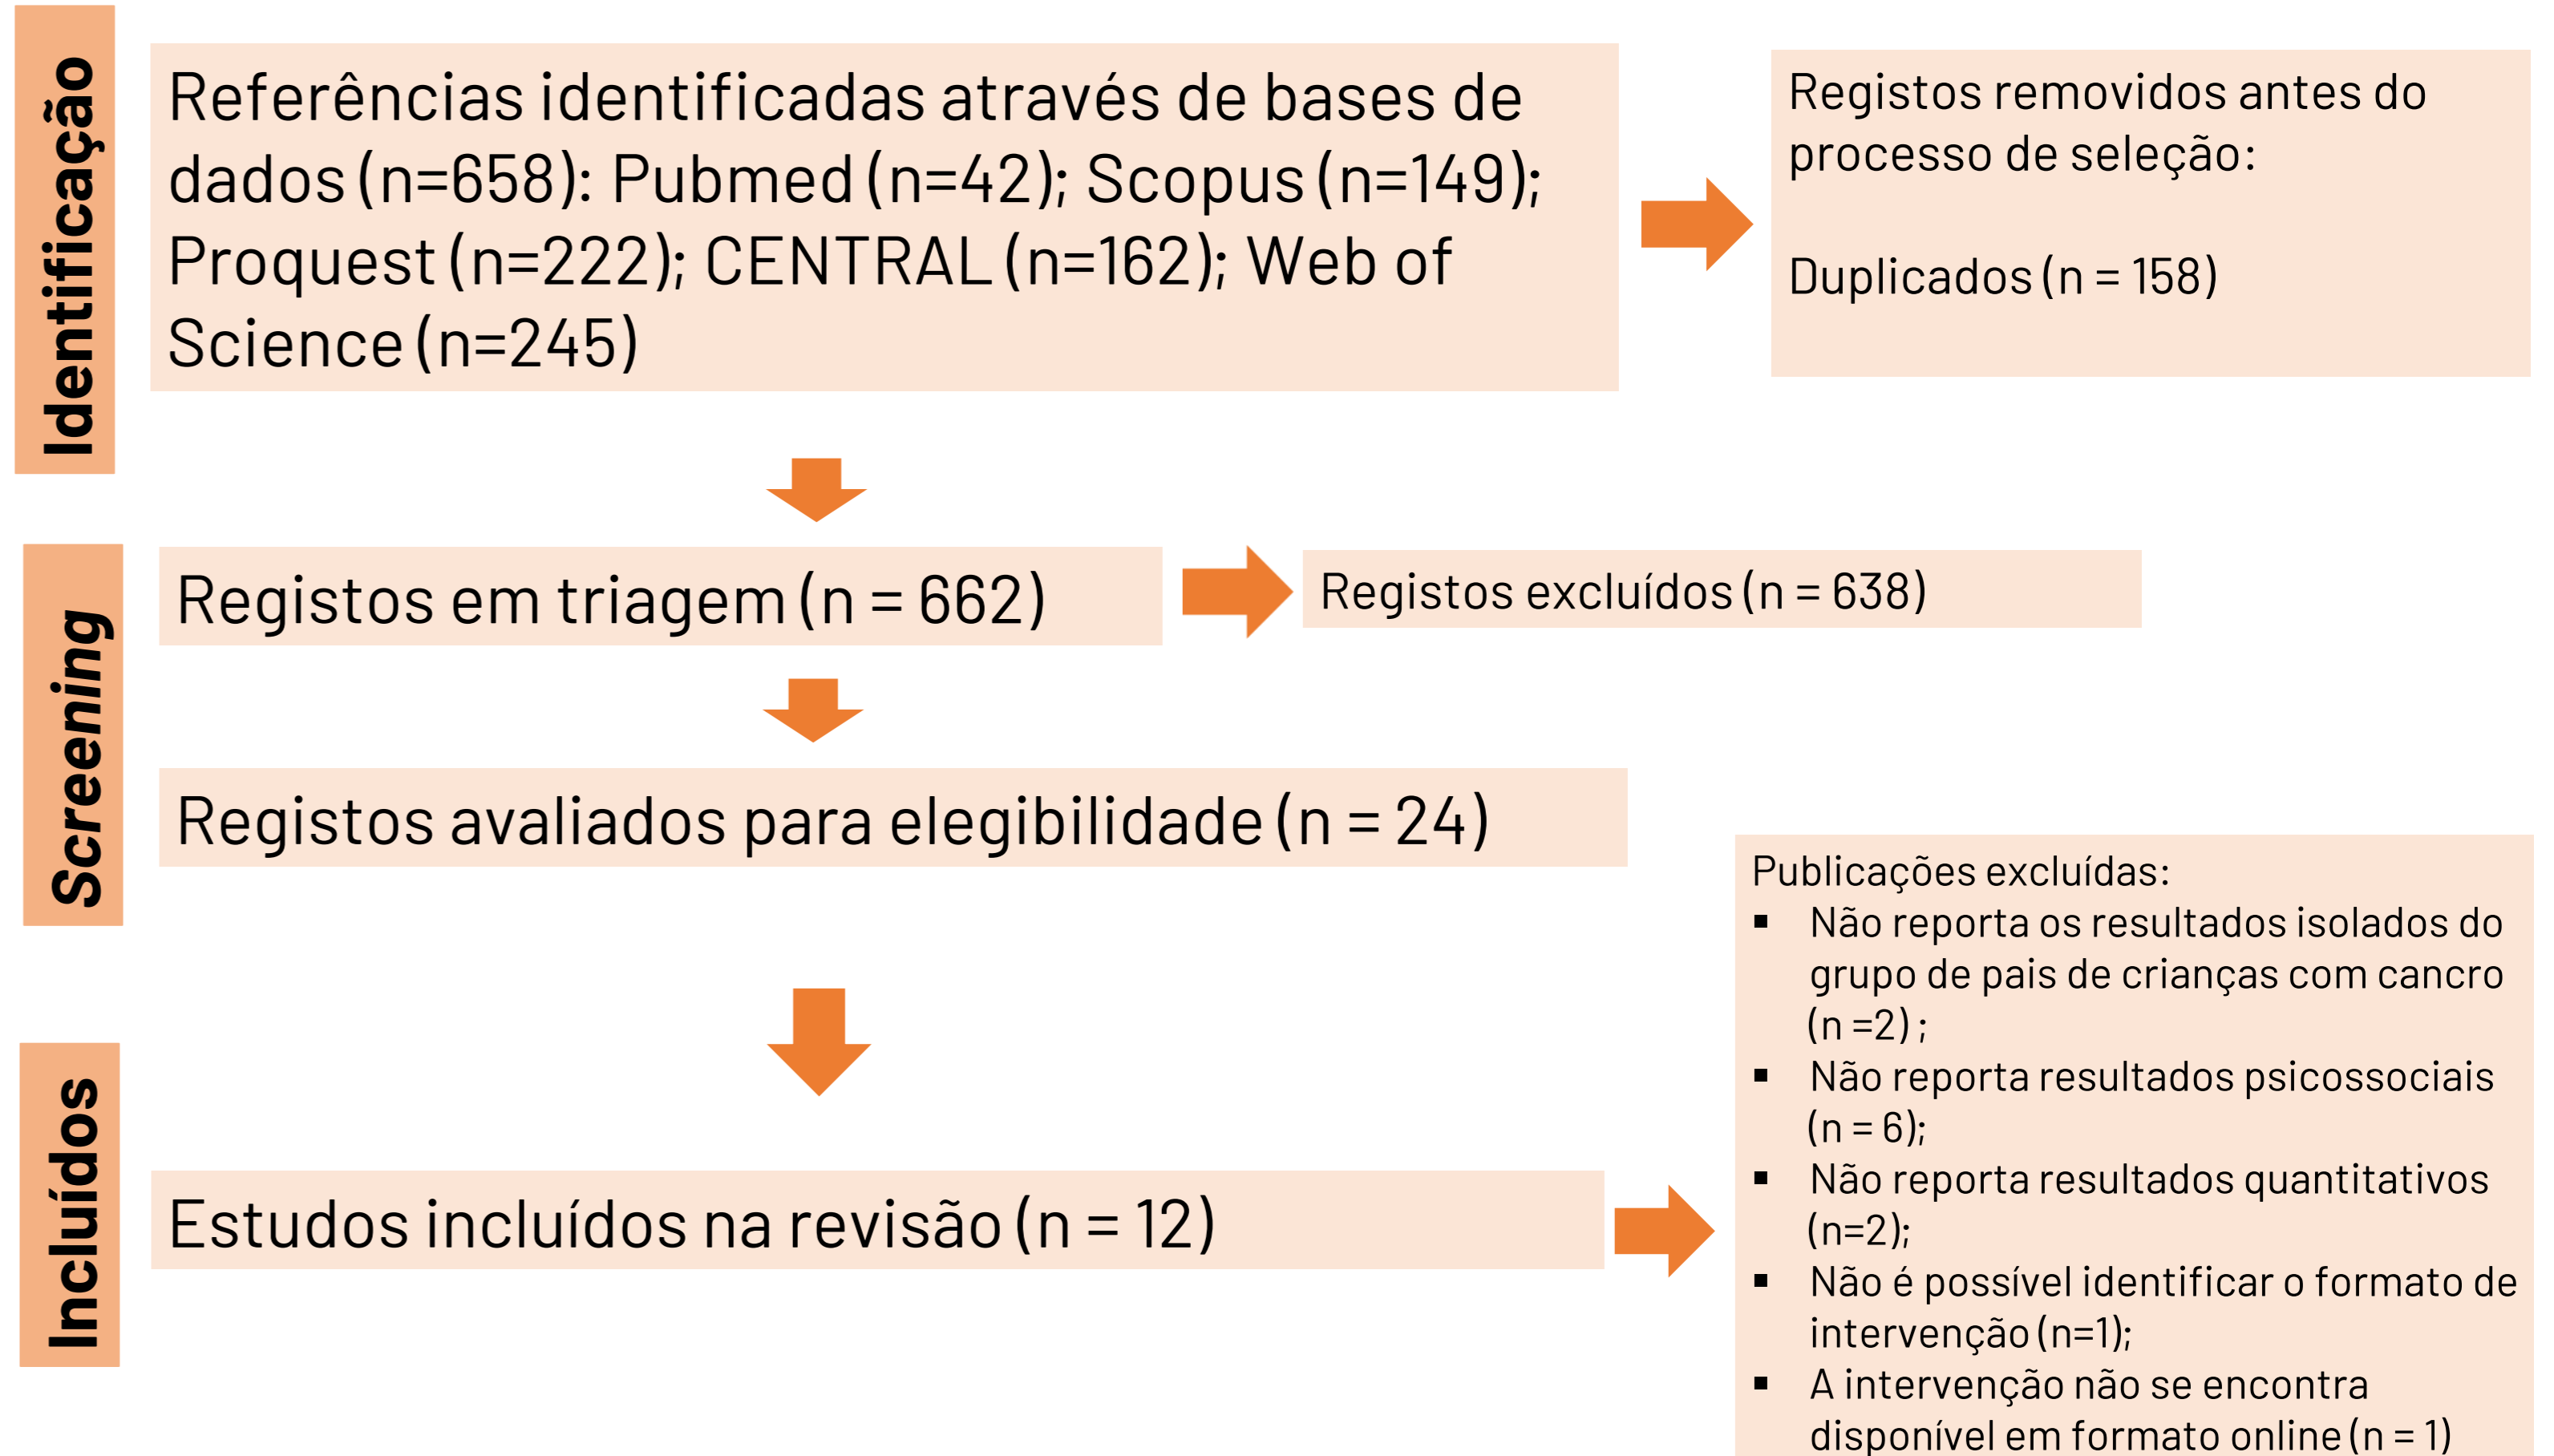 Identificação
Referências identificadas através de bases de
dados (n=658): Pubmed (n=42); Scopus (n=149);
Proquest (n=222); CENTRAL (n=162); Web of
Science (n=245)
Registos removidos antes do
processo de seleção:
Duplicados (n = 158)
Screening
Registos em triagem (n = 662)
Registos excluídos (n = 638)
Registos avaliados para elegibilidade (n = 24)
Incluídos
Estudos incluídos na revisão (n = 12)
Publicações excluídas:
▪ Não reporta os resultados isolados do
grupo de pais de crianças com cancro
(n =2) ;
▪ Não reporta resultados psicossociais
(n = 6);
▪ Não reporta resultados quantitativos
(n=2);
▪ Não é possível identificar o formato de
intervenção (n=1);
▪ A intervenção não se encontra
disponível em formato online (n = 1)